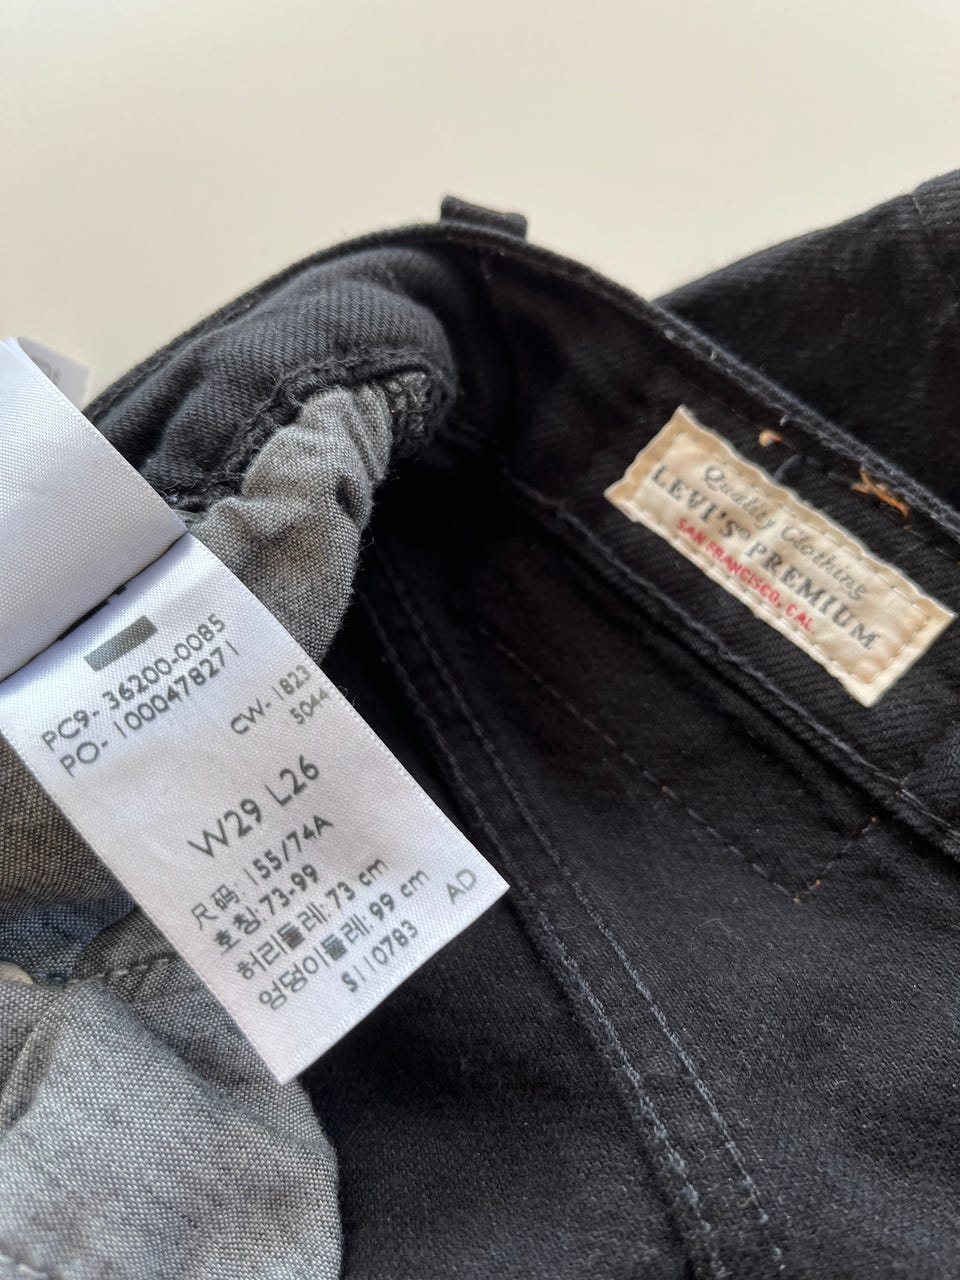 PC9- 36200-0085
PO- 100047827 1
CW- 1823
5044
W29 L26
尺码: 155/74A
호칭:73-99
허리둘레: 73 cm
엉덩이둘레: 99 cm
S110783
AD
Quality Clothing
LEVI'S® PREMIUM
SAN FRANCISCO, CAL